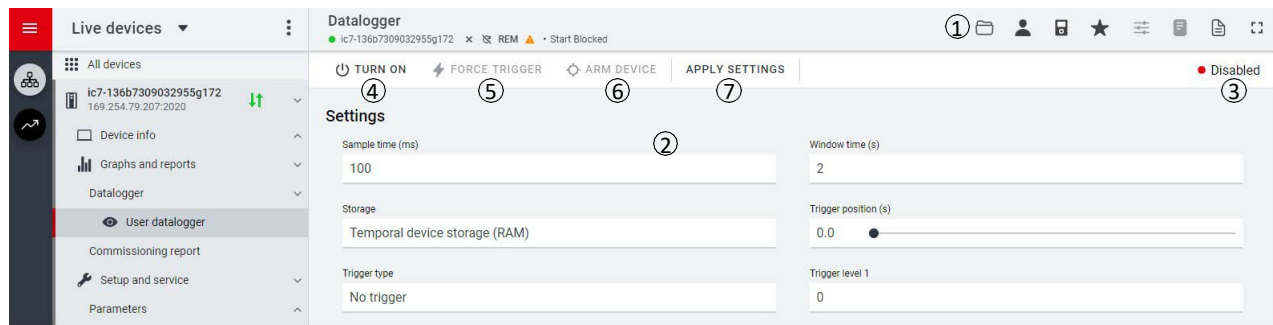 Live devices
Datalogger
ic7-136b7309032955g172 REM • Start Blocked
1
All devices
ic7-136b7309032955g172
169.254.79.207:2020
Device info
Graphs and reports
Datalogger
User datalogger
Commissioning report
Setup and service
Parameters
TURN ON FORCE TRIGGER ARM DEVICE APPLY SETTINGS Disabled
4 5 6 7 3
Settings
2
Sample time (ms)
100
Window time (s)
2
Storage
Temporal device storage (RAM)
Trigger position (s)
0.0
Trigger type
No trigger
Trigger level 1
0